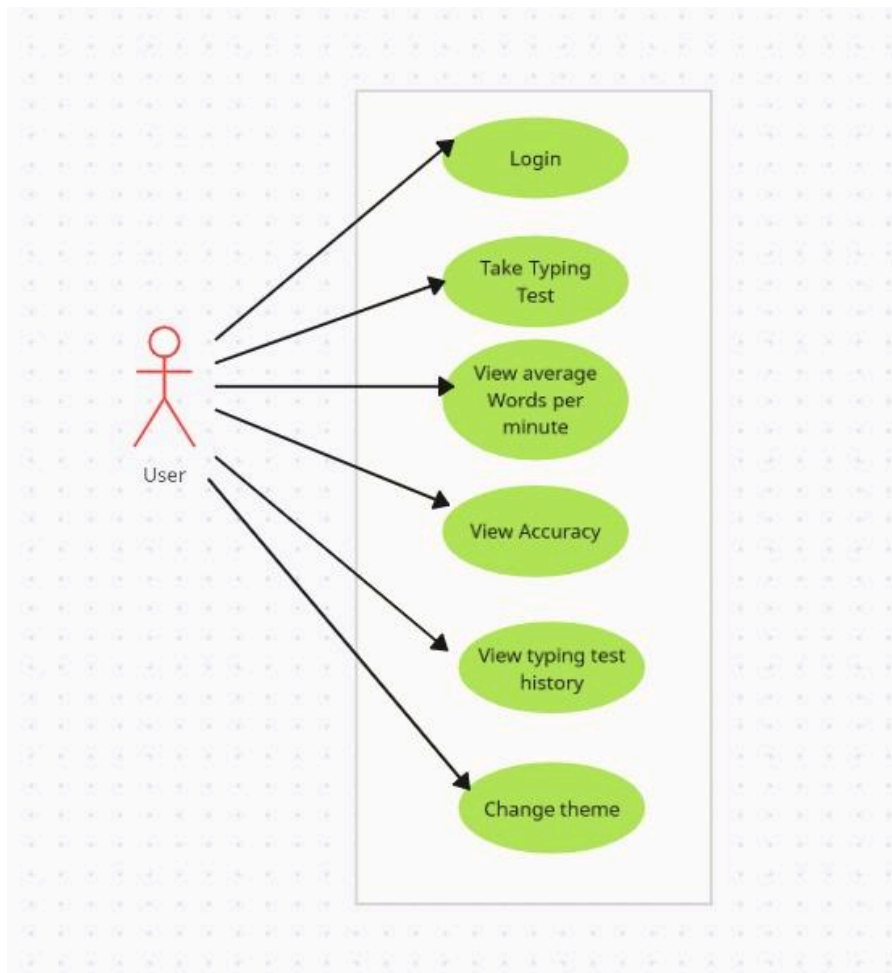 Login
Take Typing
Test
View average
Words per
minute
User
View Accuracy
View typing test
history
Change theme